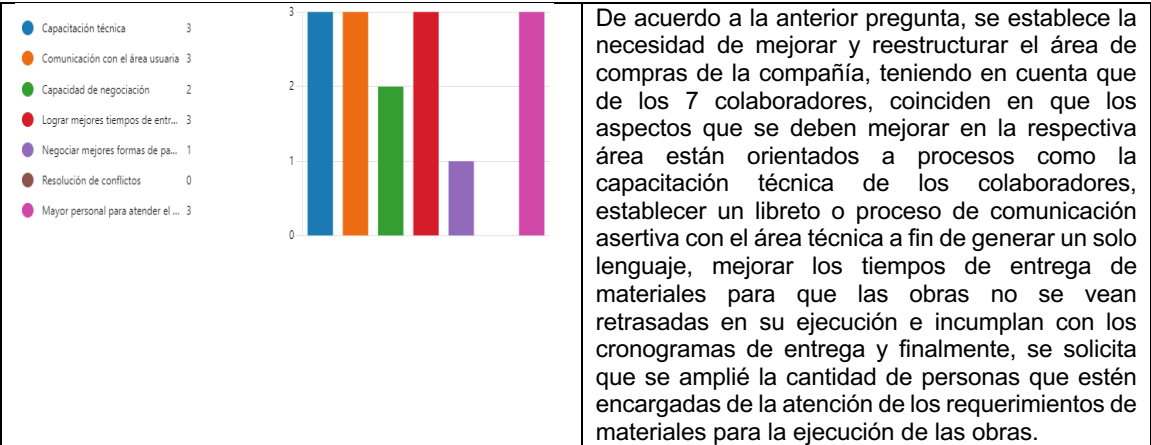 Capacitación técnica 3
Comunicación con el área usuaria 3
Capacidad de negociación 2
Lograr mejores tiempos de entr... 3
Negociar mejores formas de pa... 1
Resolución de conflictos 0
Mayor personal para atender el ... 3
3
2
1
0
De acuerdo a la anterior pregunta, se establece la
necesidad de mejorar y reestructurar el área de
compras de la compañía, teniendo en cuenta que
de los 7 colaboradores, coinciden en que los
aspectos que se deben mejorar en la respectiva
área están orientados a procesos como la
capacitación técnica de los colaboradores,
establecer un libreto o proceso de comunicación
asertiva con el área técnica a fin de generar un solo
lenguaje, mejorar los tiempos de entrega de
materiales para que las obras no se vean
retrasadas en su ejecución e incumplan con los
cronogramas de entrega y finalmente, se solicita
que se amplié la cantidad de personas que estén
encargadas de la atención de los requerimientos de
materiales para la ejecución de las obras.